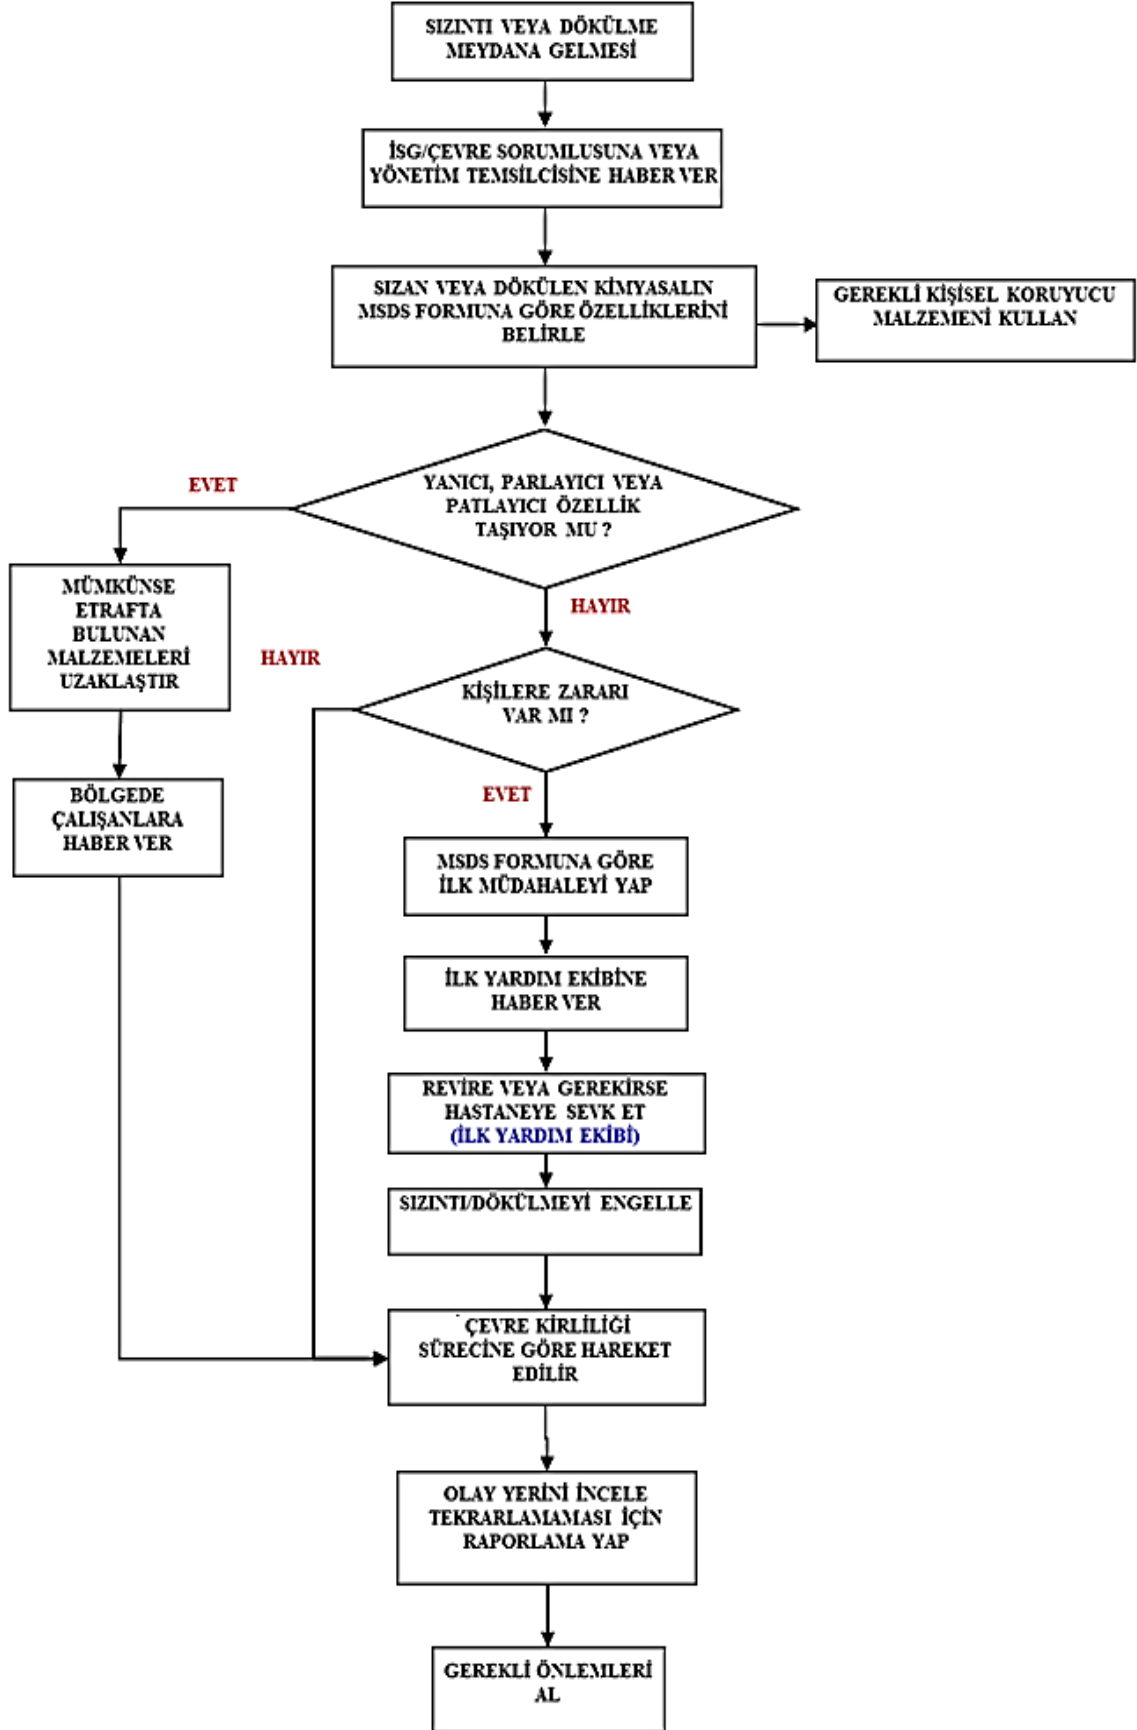 SIZINTI VEYA DÖKÜLME
MEYDANA GELMESİ
İSG/ÇEVRE SORUMLUSUNA VEYA
YÖNETİM TEMSİLCİSİNE HABER VER
SIZAN VEYA DÖKÜLEN KİMYASALIN
MSDS FORMUNA GÖRE ÖZELLİKLERİNİ
BELİRLE
GEREKLİ KİŞİSEL KORUYUCU
MALZEMENİ KULLAN
YANICI, PARLAYICI VEYA
PATLAYICI ÖZELLİK
TAŞIYOR MU ?
EVET
HAYIR
MÜMKÜNSE
ETRAFTA
BULUNAN
MALZEMELERİ
UZAKLAŞTIR
HAYIR
KİŞİLERE ZARARI
VAR MI ?
EVET
BÖLGEDE
ÇALIŞANLARA
HABER VER
MSDS FORMUNA GÖRE
İLK MÜDAHALEYİ YAP
İLK YARDIM EKİBİNE
HABER VER
REVİRE VEYA GEREKİRSE
HASTANEYE SEVK ET
(İLK YARDIM EKİBİ)
SIZINTI/DÖKÜLMEYİ ENGELLE
ÇEVRE KİRLİLİĞİ
SÜRECİNE GÖRE HAREKET
EDİLİR
OLAY YERİNİ İNCELE
TEKRARLAMAMASI İÇİN
RAPORLAMA YAP
GEREKLİ ÖNLEMLERİ
AL